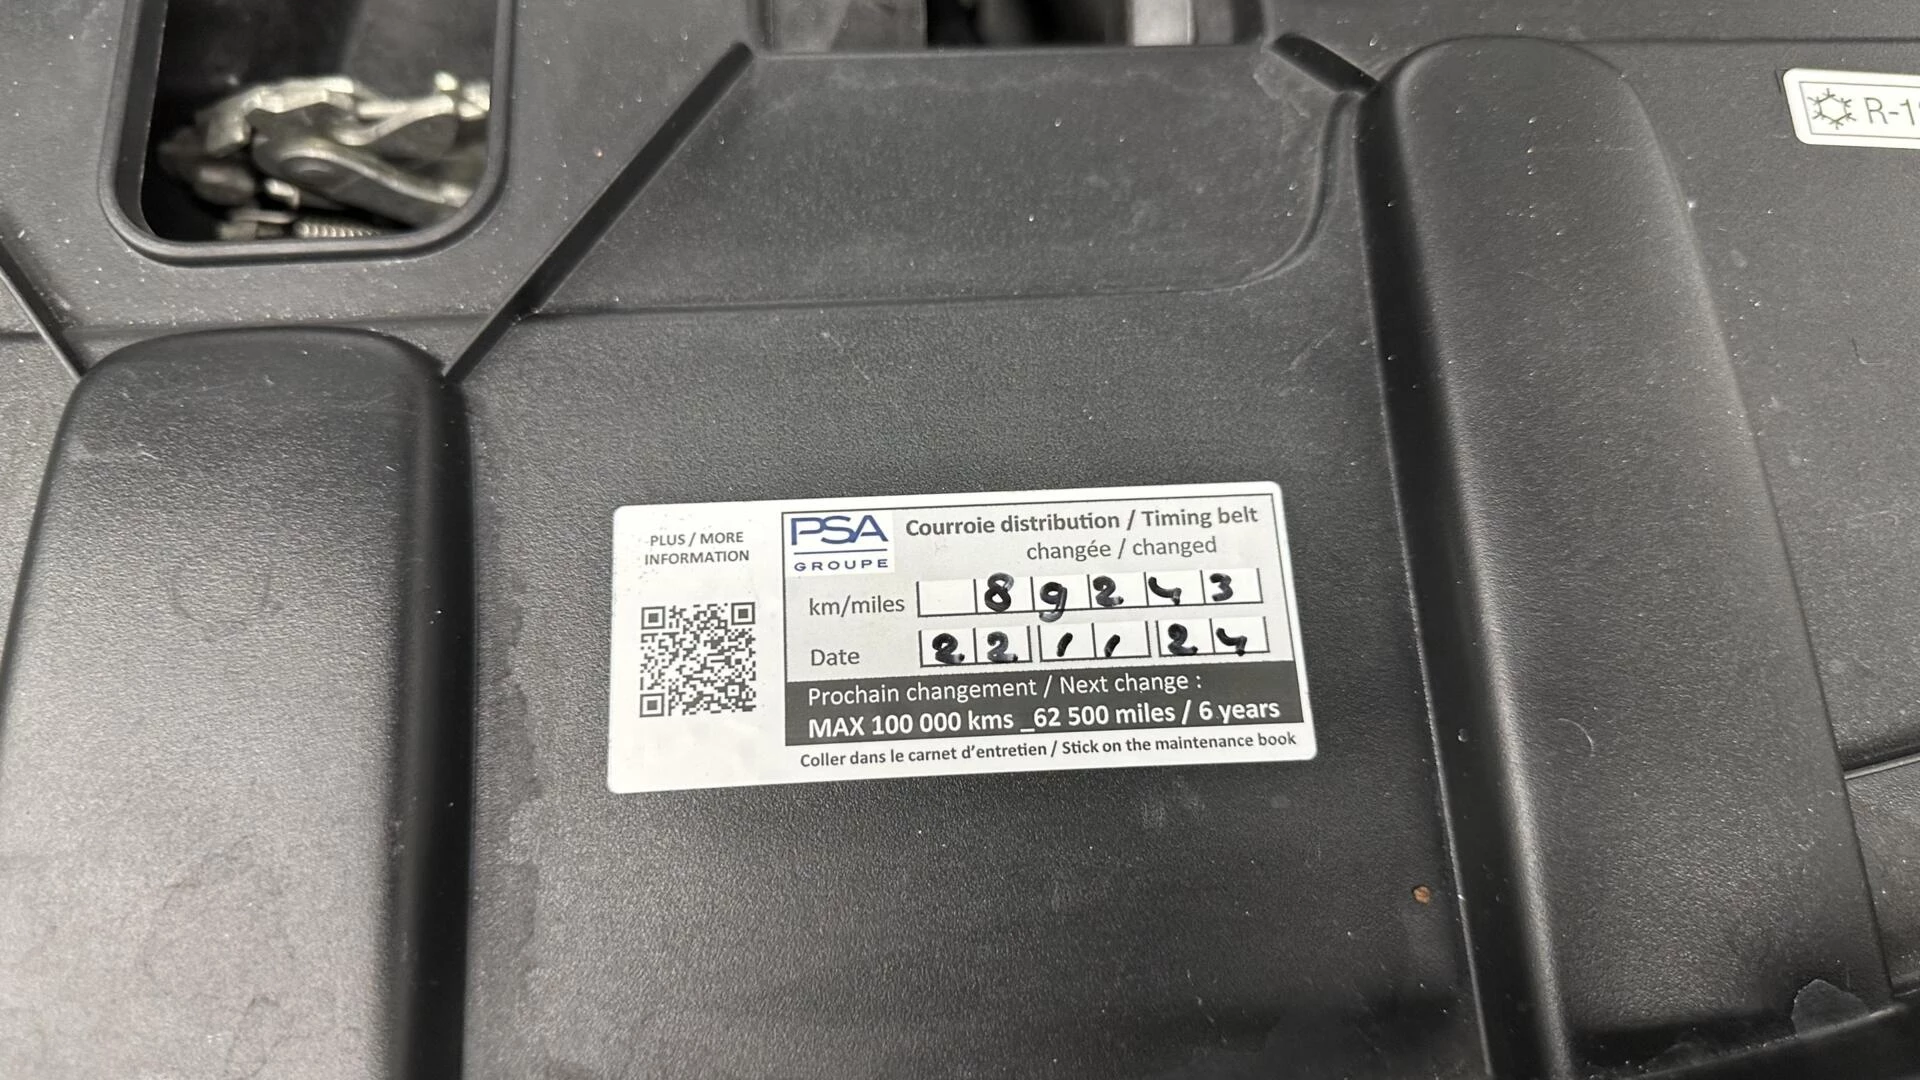 R-1
PLUS / MORE
INFORMATION
PSA
GROUPE
Courroie distribution / Timing belt
changée / changed
km/miles 89243
Date 22 11 24
Prochain changement / Next change :
MAX 100 000 kms _62 500 miles / 6 years
Coller dans le carnet d'entretien / Stick on the maintenance book